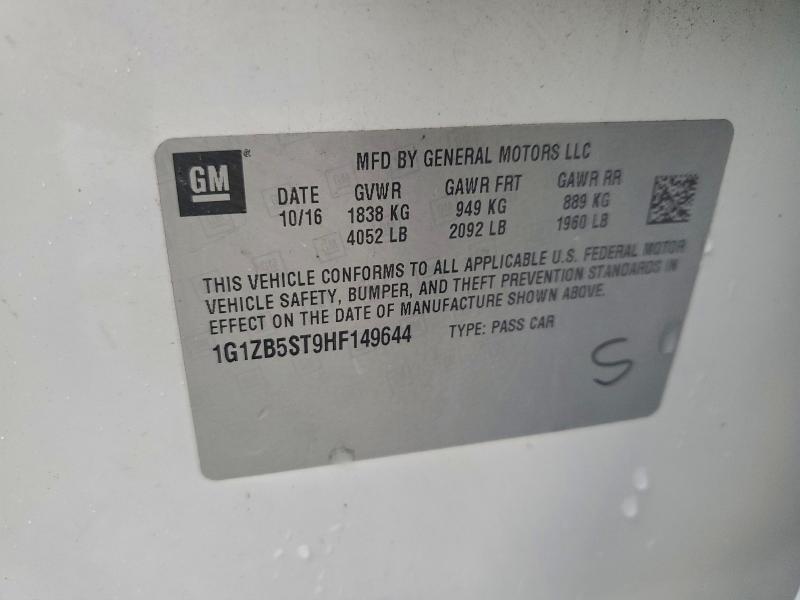 GM
MFD BY GENERAL MOTORS LLC
DATE GVWR GAWR FRT GAWR RR
10/16 1838 KG 949 KG 889 KG
4052 LB 2092 LB 1960 LB
THIS VEHICLE CONFORMS TO ALL APPLICABLE U.S. FEDERAL MOTOR
VEHICLE SAFETY, BUMPER, AND THEFT PREVENTION STANDARDS IN
EFFECT ON THE DATE OF MANUFACTURE SHOWN ABOVE.
1G1ZB5ST9HF149644 TYPE: PASS CAR
S